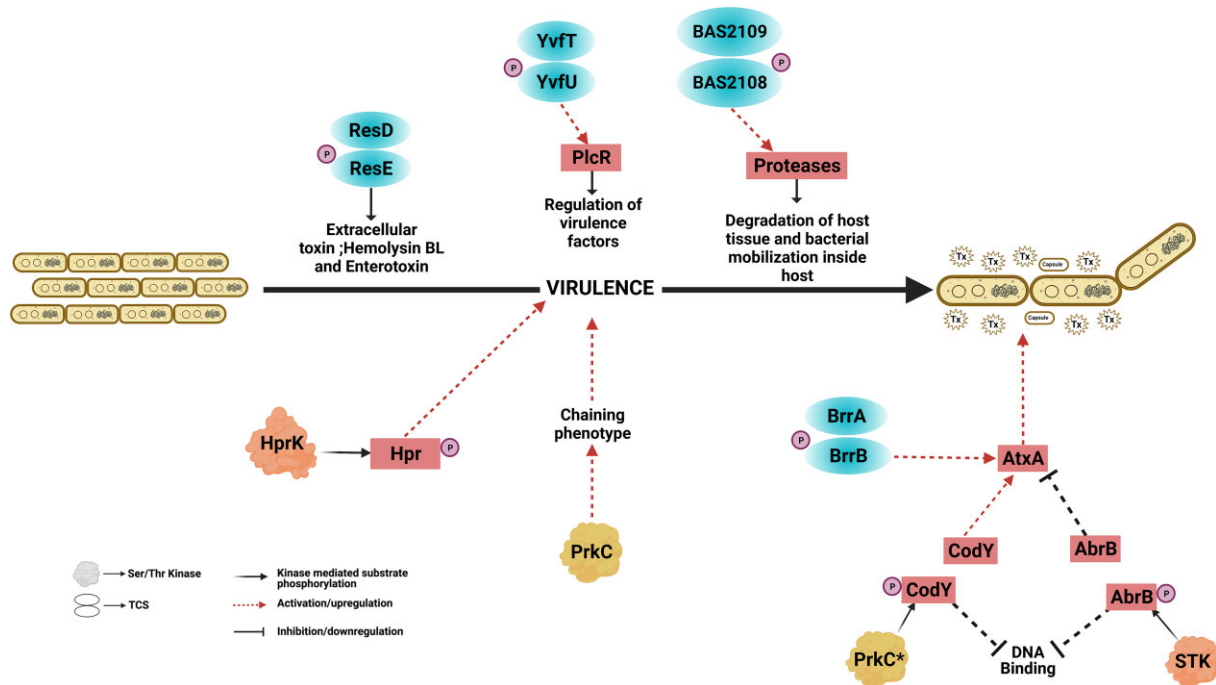 YvfT
P
YvfU
BAS2109
P
BAS2108
ResD
P
ResE
PlcR
Proteases
Extracellular
toxin ;Hemolysin BL
and Enterotoxin
Regulation of
virulence
factors
Degradation of host
tissue and bacterial
mobilization inside
host
VIRULENCE
Tx
Tx
Tx
Capsule
Tx
Tx
Tx
Capsule
Tx
Tx
HprK
Hpr
P
Chaining
phenotype
PrkC
BrrA
P
BrrB
AtxA
CodY
AbrB
P
CodY
AbrB
P
PrkC*
DNA
Binding
STK
Ser/Thr Kinase
TCS
Kinase mediated substrate
phosphorylation
Activation/upregulation
Inhibition/downregulation